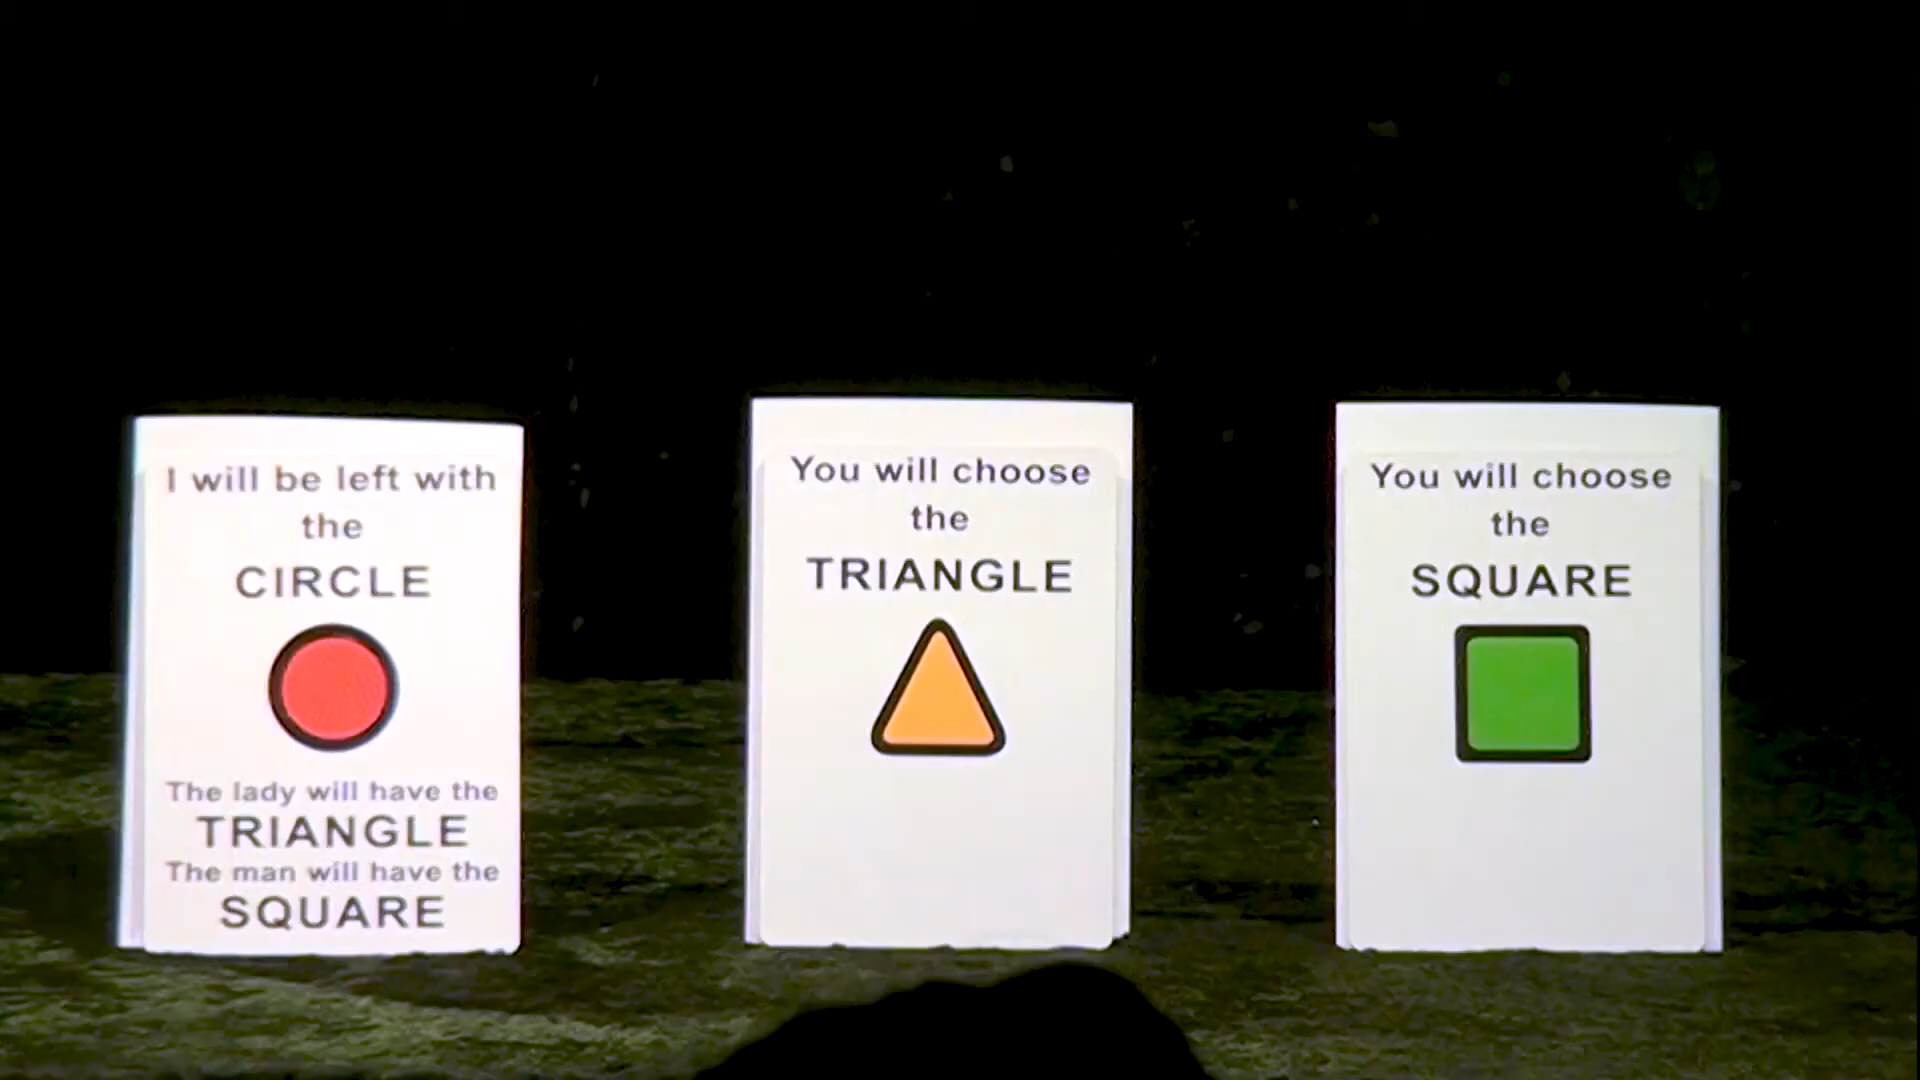 I will be left with
the
CIRCLE
The lady will have the
TRIANGLE
The man will have the
SQUARE
You will choose
the
TRIANGLE
You will choose
the
SQUARE